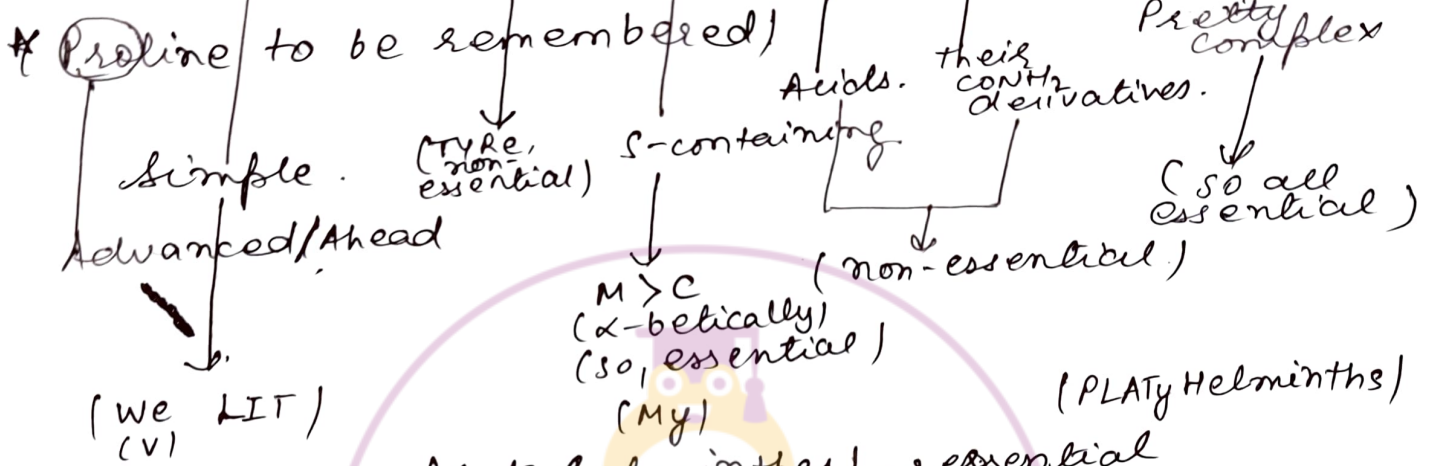 * Proline to be remembered)
Pretty
complex
Acids.
their
CONH2
derivatives.
simple.
(TYRe,
non-
essential)
S-containing
(so all
essential)
Advanced/Ahead
(non-essential)
M > C
(α-betically)
(so, essential)
(We LIT)
(V)
(My)
(PLATy Helminths)
essential